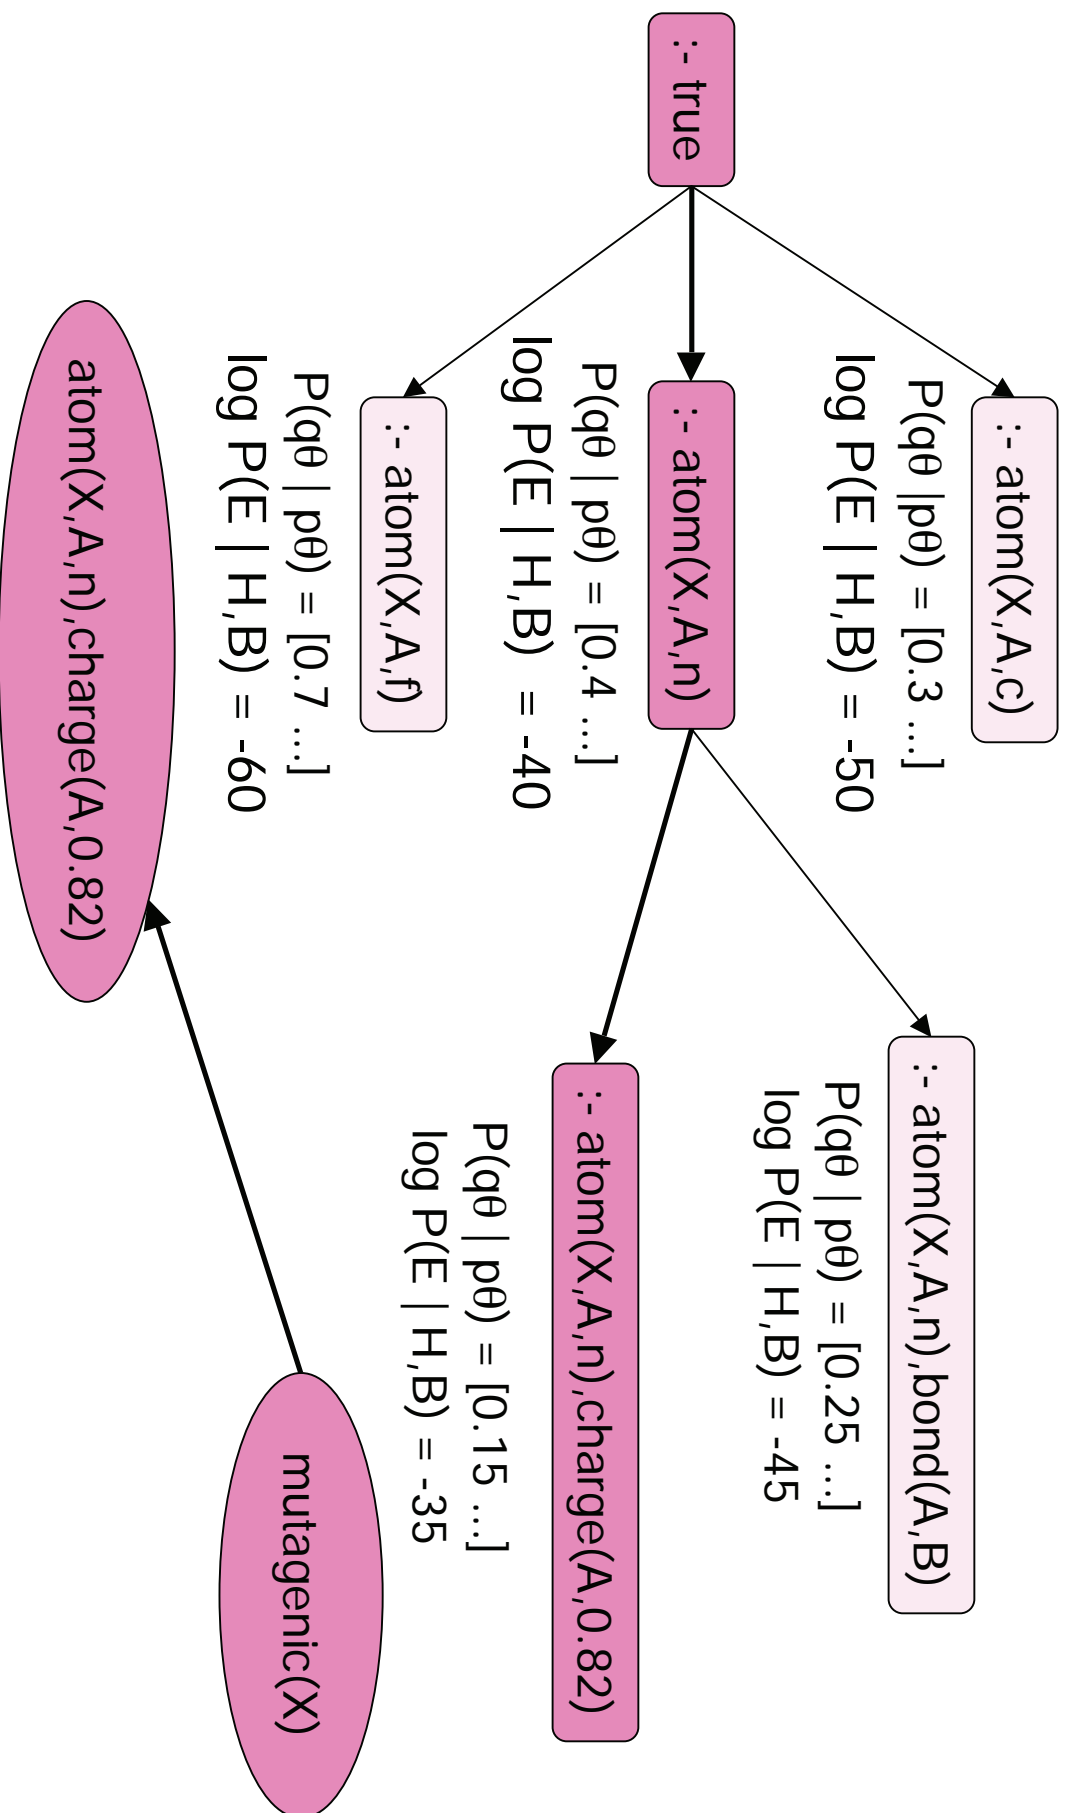 :- true
:- atom(X,A,c)
P(qθ |pθ) = [0.3 ...]
log P(E | H,B) = -50
:- atom(X,A,n)
P(qθ | pθ) = [0.4 ...]
log P(E | H,B) = -40
:- atom(X,A,f)
P(qθ | pθ) = [0.7 ...]
log P(E | H,B) = -60
:- atom(X,A,n),bond(A,B)
P(qθ | pθ) = [0.25 ...]
log P(E | H,B) = -45
:- atom(X,A,n),charge(A,0.82)
P(qθ | pθ) = [0.15 ...]
log P(E | H,B) = -35
mutagenic(X)
atom(X,A,n),charge(A,0.82)